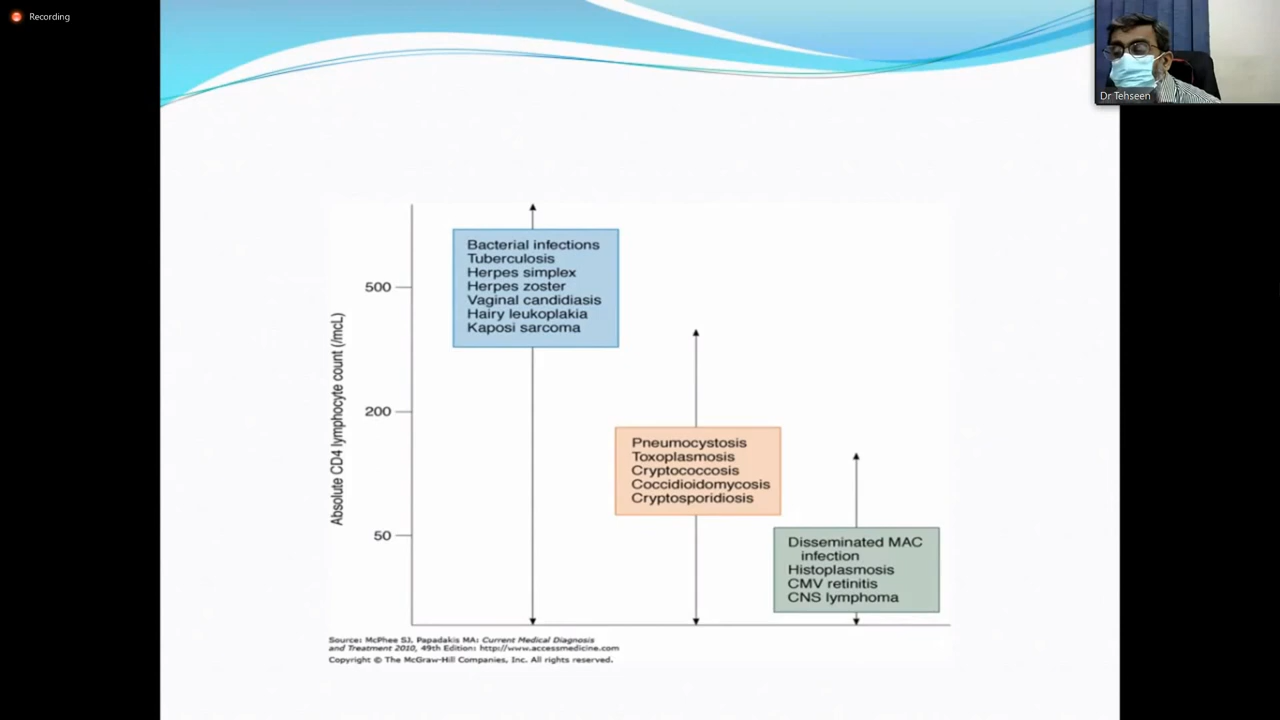 Recording
Dr Tehseen
Absolute CD4 lymphocyte count (/mcL)
500
200
50
Bacterial infections
Tuberculosis
Herpes simplex
Herpes zoster
Vaginal candidiasis
Hairy leukoplakia
Kaposi sarcoma
Pneumocystosis
Toxoplasmosis
Cryptococcosis
Coccidioidomycosis
Cryptosporidiosis
Disseminated MAC
infection
Histoplasmosis
CMV retinitis
CNS lymphoma
Source: McPhee SJ, Papadakis MA: Current Medical Diagnosis
and Treatment 2010, 49th Edition: http://www.accessmedicine.com
Copyright © The McGraw-Hill Companies, Inc. All rights reserved.